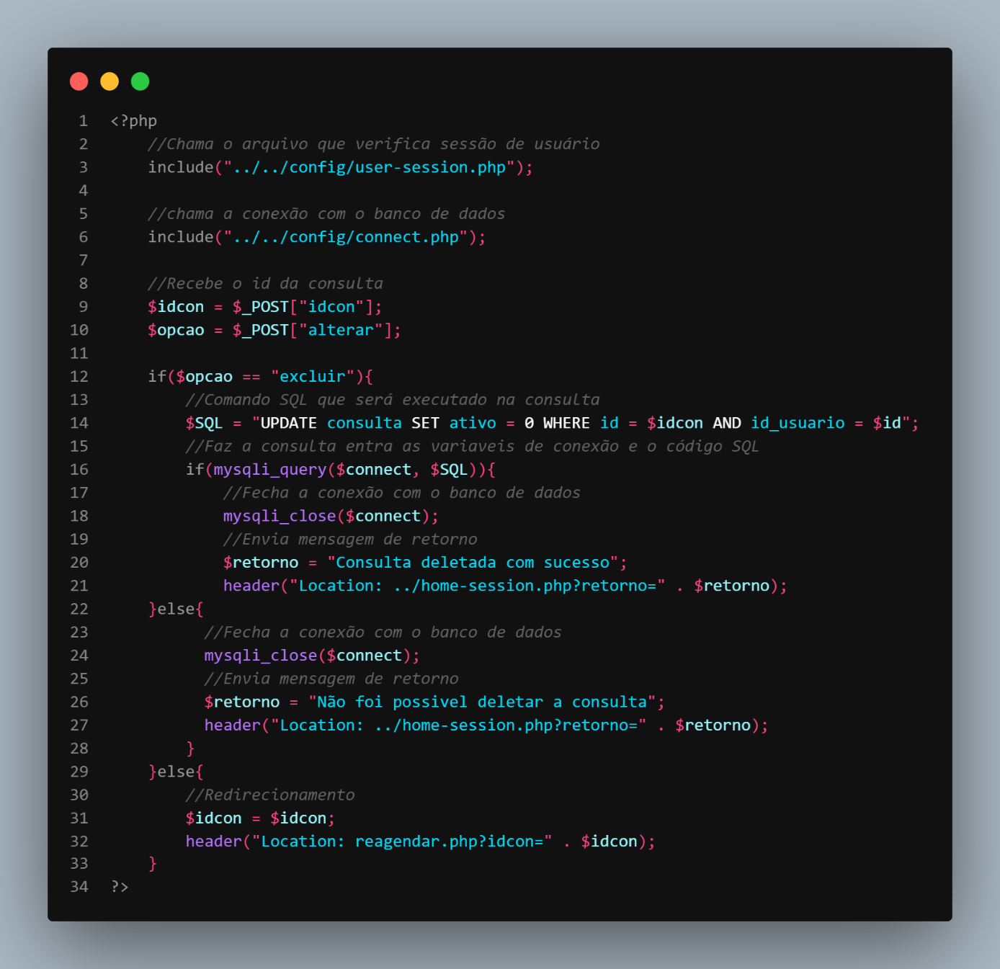 1 <?php
2 //Chama o arquivo que verifica sessão de usuário
3 include("../../config/user-session.php");
4
5 //chama a conexão com o banco de dados
6 include("../../config/connect.php");
7
8 //Recebe o id da consulta
9 $idcon = $_POST["idcon"];
10 $opcao = $_POST["alterar"];
11
12 if($opcao == "excluir"){
13 //Comando SQL que será executado na consulta
14 $SQL = "UPDATE consulta SET ativo = 0 WHERE id = $idcon AND id_usuario = $id";
15 //Faz a consulta entra as variaveis de conexão e o código SQL
16 if(mysqli_query($connect, $SQL)){
17 //Fecha a conexão com o banco de dados
18 mysqli_close($connect);
19 //Envia mensagem de retorno
20 $retorno = "Consulta deletada com sucesso";
21 header("Location: ../home-session.php?retorno=" . $retorno);
22 }else{
23 //Fecha a conexão com o banco de dados
24 mysqli_close($connect);
25 //Envia mensagem de retorno
26 $retorno = "Não foi possivel deletar a consulta";
27 header("Location: ../home-session.php?retorno=" . $retorno);
28 }
29 }else{
30 //Redirecionamento
31 $idcon = $idcon;
32 header("Location: reagendar.php?idcon=" . $idcon);
33 }
34 ?>